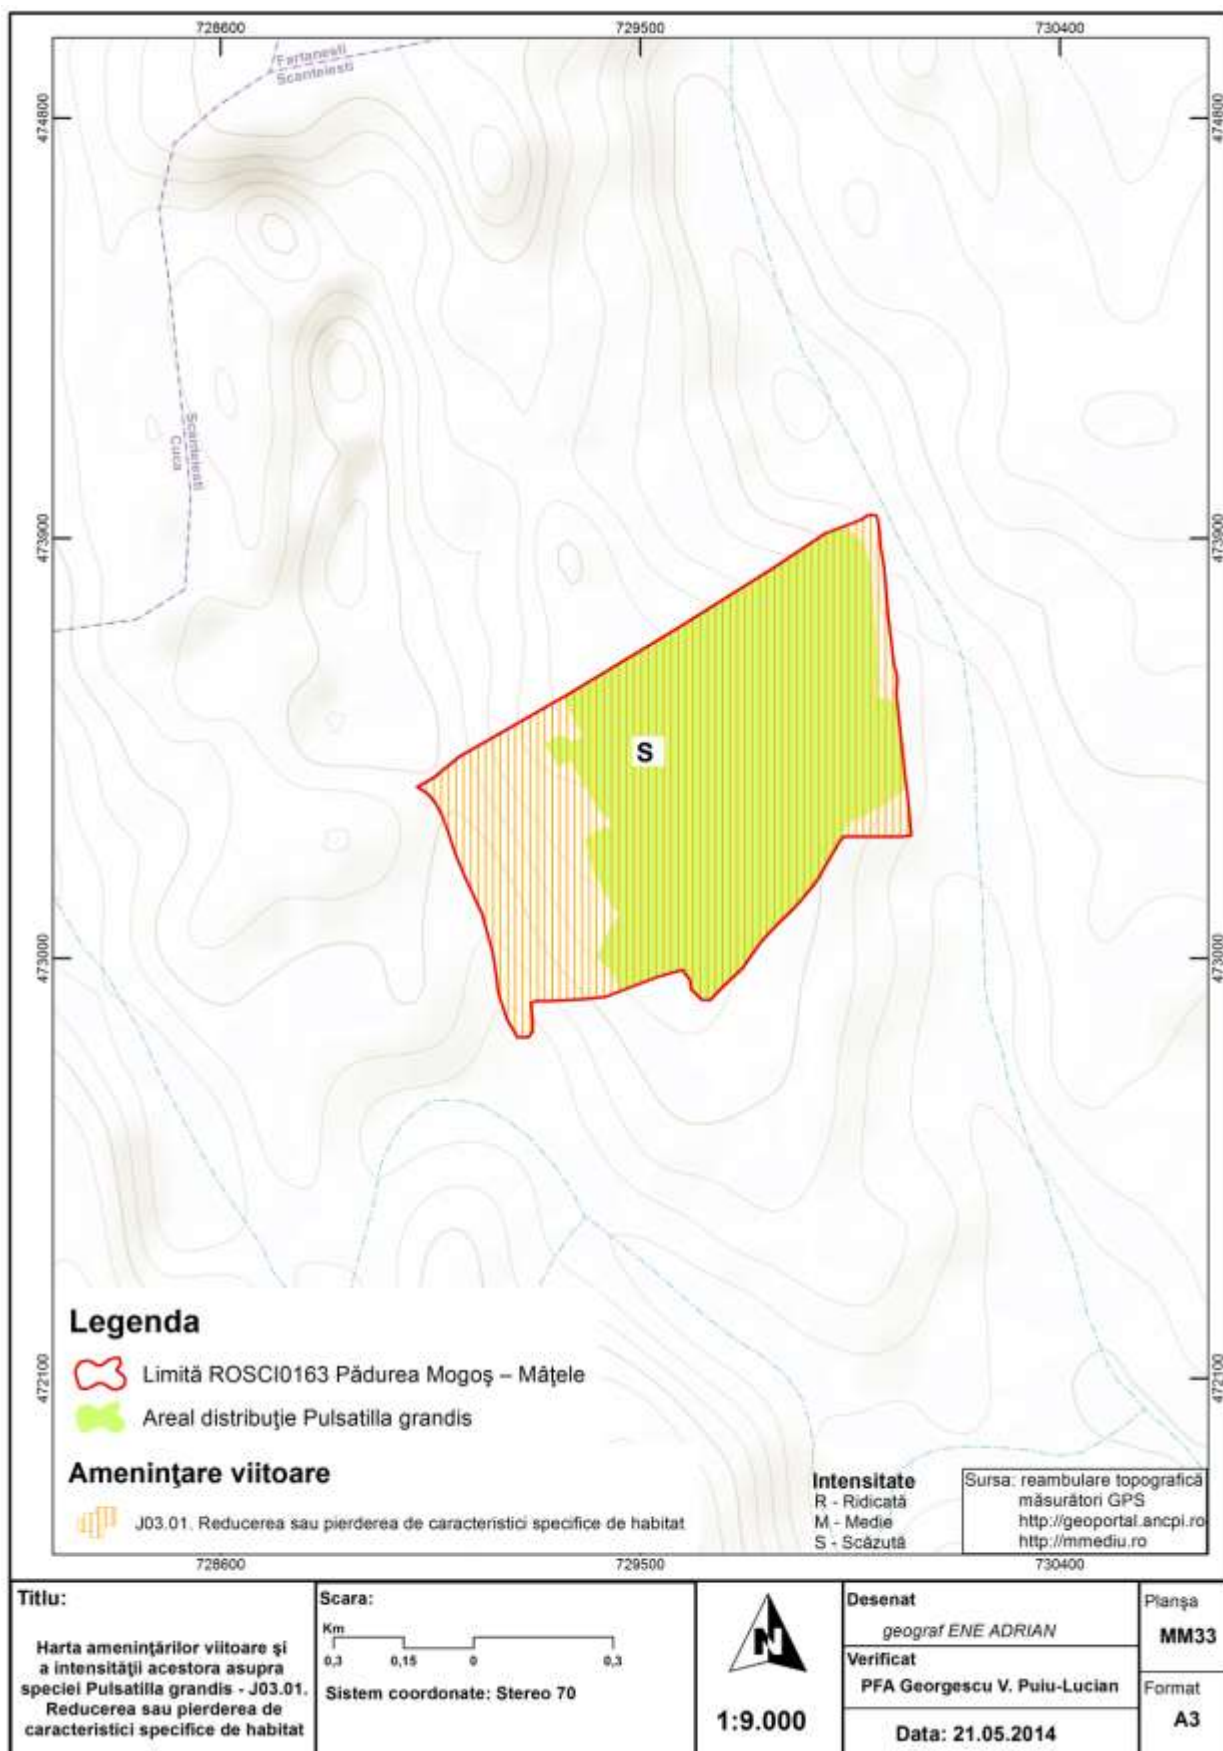 728600
729500
730400
Fartanesti
Scanteiesti
474800
474800
Scanteiesti
Cuca
473900
473900
S
473000
473000
472100
472100
Legenda
Limită ROSCI0163 Pădurea Mogoş – Mâţele
Areal distribuţie Pulsatilla grandis
Ameninţare viitoare
J03.01. Reducerea sau pierderea de caracteristici specifice de habitat
Intensitate
R - Ridicată
M - Medie
S - Scăzută
Sursa: reambulare topografică
măsurători GPS
http://geoportal.ancpi.ro
http://mmediu.ro
728600
729500
730400
Titlu:
Harta ameninţărilor viitoare şi
a intensităţii acestora asupra
speciei Pulsatilla grandis - J03.01.
Reducerea sau pierderea de
caracteristici specifice de habitat
Scara:
Km
0,3 0,15 0 0,3
Sistem coordonate: Stereo 70
N
1:9.000
Desenat
geograf ENE ADRIAN
Verificat
PFA Georgescu V. Puiu-Lucian
Data: 21.05.2014
Planşa
MM33
Format
A3